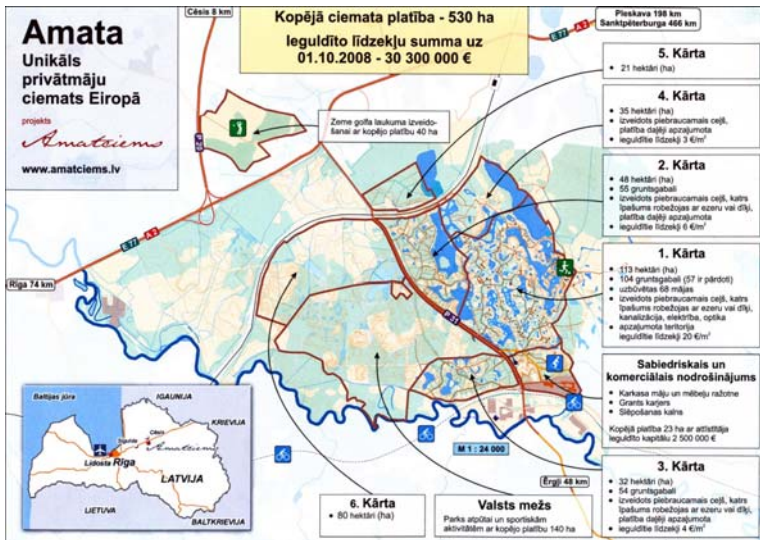 Amata
Unikāls
privātmāju
ciemats Eiropā
projekts
Amatciems
www.amatciems.lv
Cēsis 8 km
Kopējā ciemata platība - 530 ha
Ieguldīto līdzekļu summa uz
01.10.2008 - 30 300 000 €
Pleskava 198 km
Sanktpēterburga 466 km
E 77 A 2
P 20
Zeme golfa laukuma izveido-
šanai ar kopējo platību 40 ha
5. Kārta
• 21 hektāri (ha)
4. Kārta
• 35 hektāri (ha)
• izveidots piebraucamais ceļš,
platība daļēji apzaļumota
• ieguldītie līdzekļi 3 €/m²
2. Kārta
• 48 hektāri (ha)
• 55 gruntsgabali
• izveidots piebraucamais ceļš, katrs
īpašums robežojas ar ezeru vai dīķi,
platība daļēji apzaļumota
• ieguldītie līdzekļi 6 €/m²
1. Kārta
• 113 hektāri (ha)
• 104 gruntsgabali (57 ir pārdoti)
• uzbūvētas 68 mājas
• izveidots piebraucamais ceļš, katrs
īpašums robežojas ar ezeru vai dīķi,
kanalizācija, elektrība, optika
• apzaļumota teritorija
ieguldītie līdzekļi 20 €/m²
E 77 A 2
Rīga 74 km
P 31
Sabiedriskais un
komerciālais nodrošinājums
• Karkasa māju un mēbeļu ražotne
• Grants karjers
• Slēpošanas kalns
Kopējā platība 23 ha ar attīstītāja
ieguldīto kapitālu 2 500 000 €
M 1 : 24 000
Ērgļi 48 km
3. Kārta
• 32 hektāri (ha)
• 54 gruntsgabali
• izveidots piebraucamais ceļš, katrs
īpašums robežojas ar ezeru vai dīķi,
platība daļēji apzaļumota
• ieguldītie līdzekļi 4 €/m²
6. Kārta
• 80 hektāri (ha)
Valsts mežs
Parks atpūtai un sportiskām
aktivitātēm ar kopējo platību 140 ha
Baltijas jūra
IGAUNIJA
KRIEVIJA
Cēsis
Sigulda
Amatciems
Lidosta Rīga
LATVIJA
LIETUVA
BALTKRIEVIJA